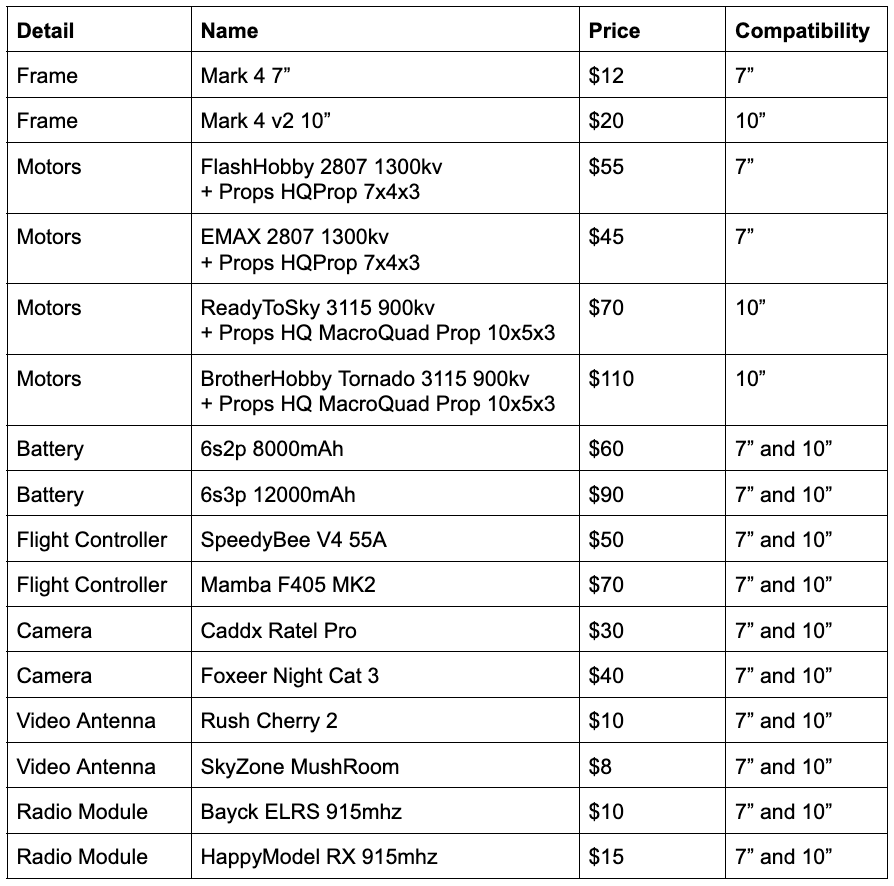 Detail Name Price Compatibility
Frame Mark 4 7” $12 7”
Frame Mark 4 v2 10” $20 10”
Motors FlashHobby 2807 1300kv $55 7”
+ Props HQProp 7x4x3
Motors EMAX 2807 1300kv $45 7”
+ Props HQProp 7x4x3
Motors ReadyToSky 3115 900kv $70 10”
+ Props HQ MacroQuad Prop 10x5x3
Motors BrotherHobby Tornado 3115 900kv $110 10”
+ Props HQ MacroQuad Prop 10x5x3
Battery 6s2p 8000mAh $60 7” and 10”
Battery 6s3p 12000mAh $90 7” and 10”
Flight Controller SpeedyBee V4 55A $50 7” and 10”
Flight Controller Mamba F405 MK2 $70 7” and 10”
Camera Caddx Ratel Pro $30 7” and 10”
Camera Foxeer Night Cat 3 $40 7” and 10”
Video Antenna Rush Cherry 2 $10 7” and 10”
Video Antenna SkyZone MushRoom $8 7” and 10”
Radio Module Bayck ELRS 915mhz $10 7” and 10”
Radio Module HappyModel RX 915mhz $15 7” and 10”